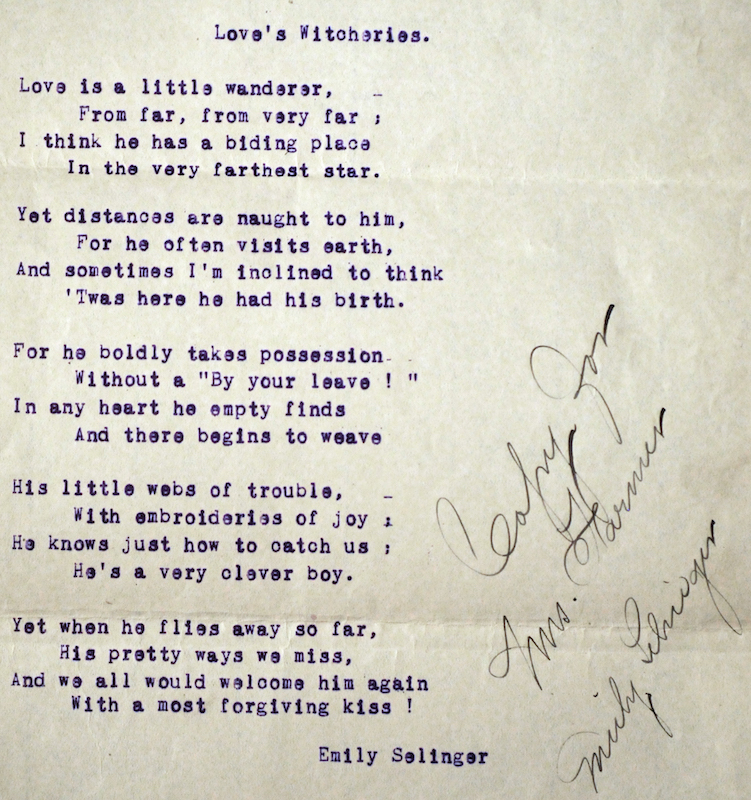 Love's Witcheries.
Love is a little wanderer,
From far, from very far ;
I think he has a biding place
In the very farthest star.
Yet distances are naught to him,
For he often visits earth,
And sometimes I'm inclined to think
'Twas here he had his birth.
For he boldly takes possession
Without a "By your leave ! "
In any heart he empty finds
And there begins to weave
His little webs of trouble,
With embroideries of joy ;
He knows just how to catch us ;
He's a very clever boy.
Yet when he flies away so far,
His pretty ways we miss,
And we all would welcome him again
With a most forgiving kiss !
Emily Selinger
Copy for
Mrs. Farmer
Emily Selinger